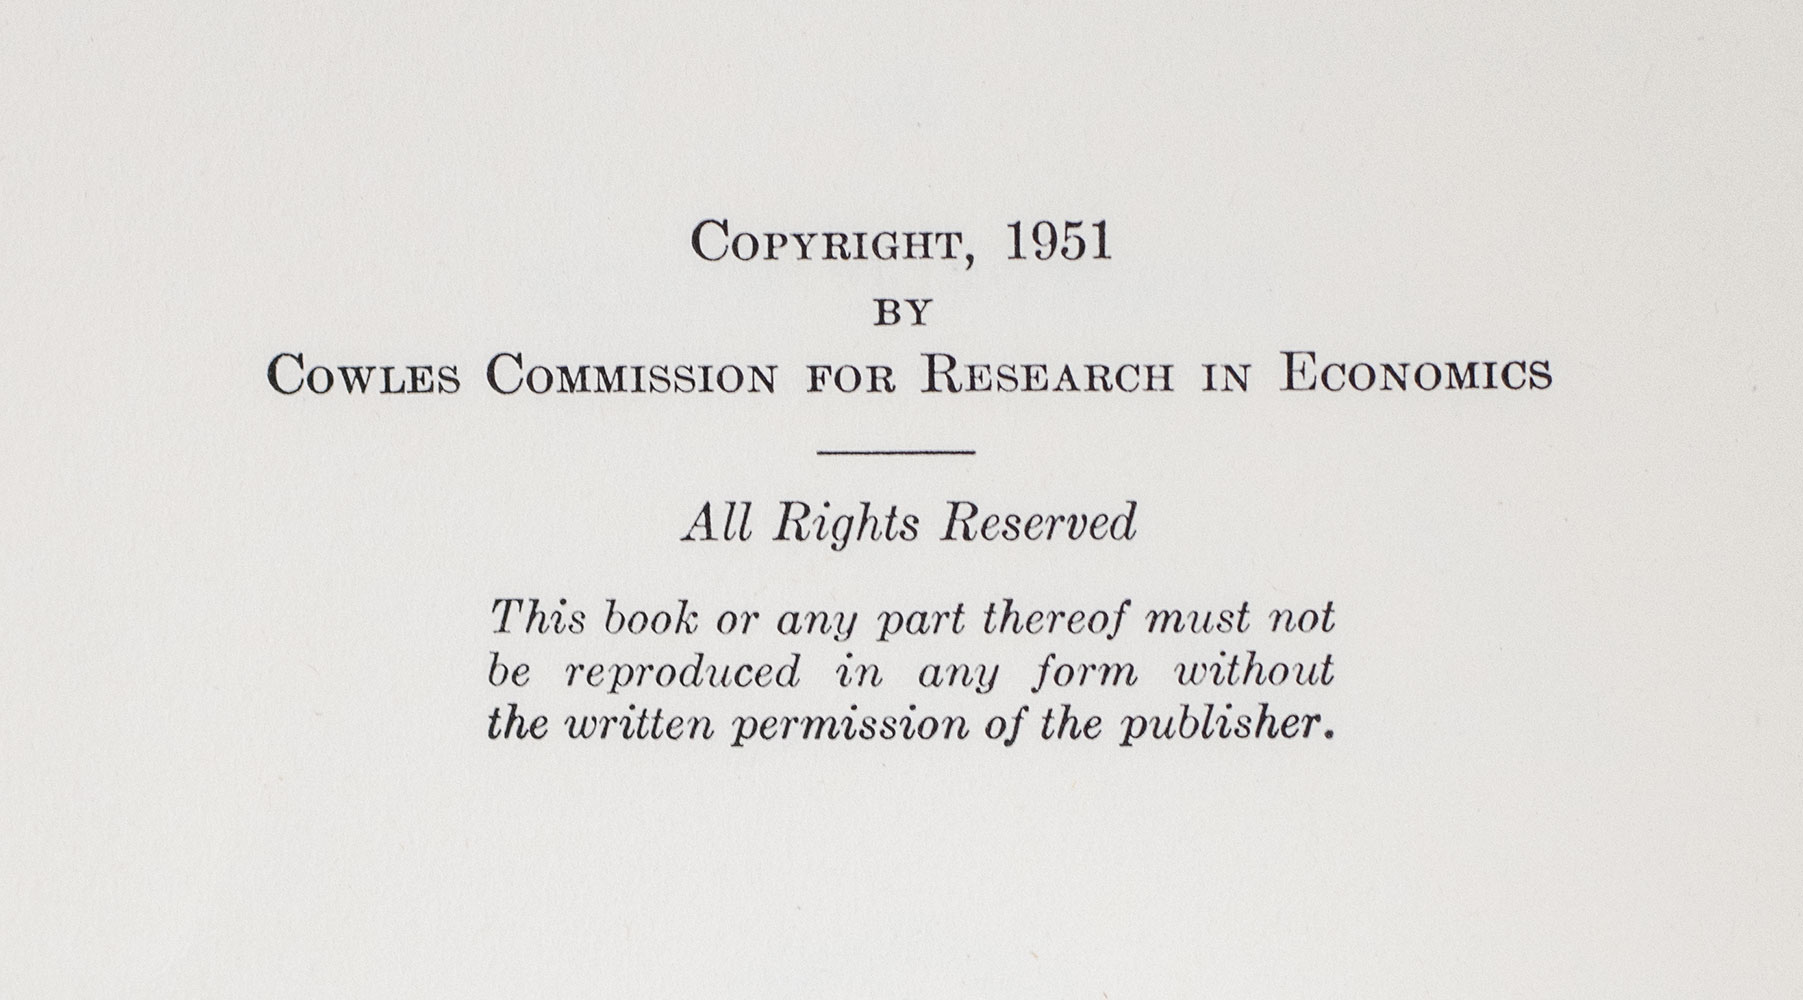 Copyright, 1951
by
Cowles Commission for Research in Economics
All Rights Reserved
This book or any part thereof must not
be reproduced in any form without
the written permission of the publisher.